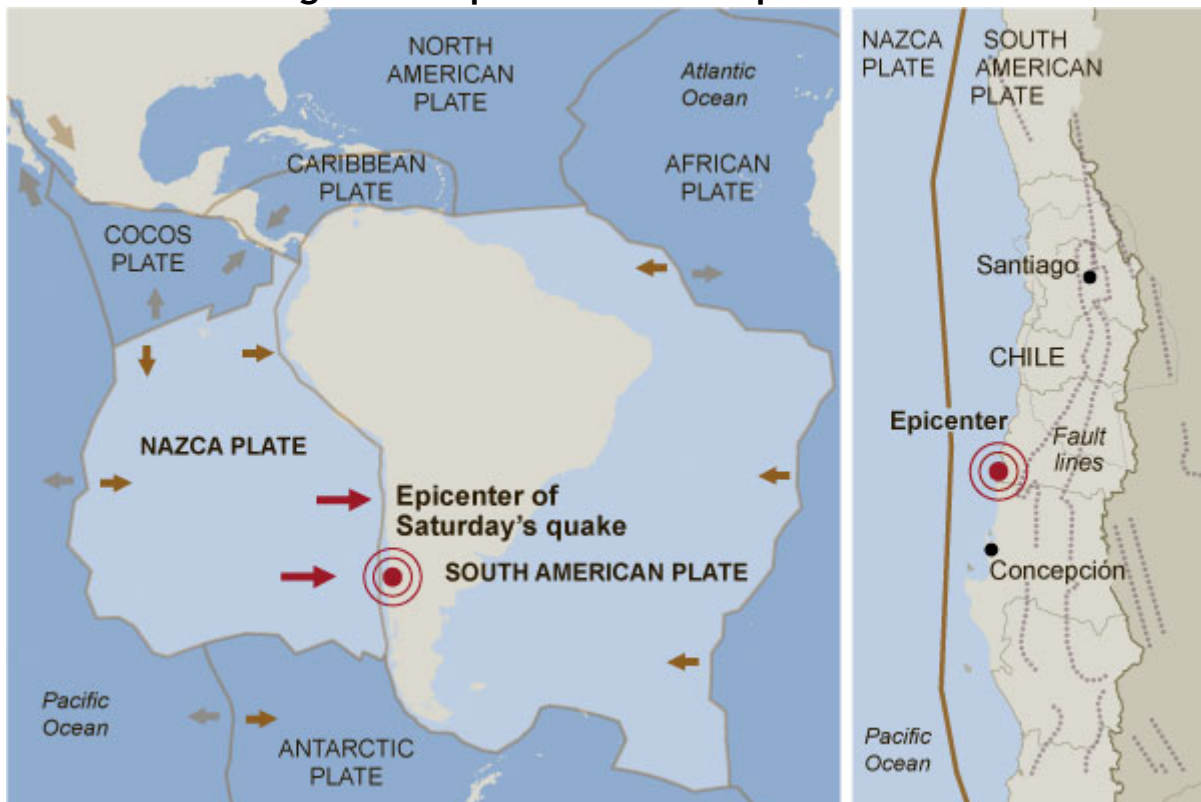 NORTH
AMERICAN
PLATE
Atlantic
Ocean
CARIBBEAN
PLATE
AFRICAN
PLATE
COCOS
PLATE
NAZCA PLATE
Epicenter of
Saturday’s quake
SOUTH AMERICAN PLATE
Pacific
Ocean
ANTARCTIC
PLATE
NAZCA
PLATE
SOUTH
AMERICAN
PLATE
Santiago
CHILE
Epicenter
Fault
lines
Concepción
Pacific
Ocean